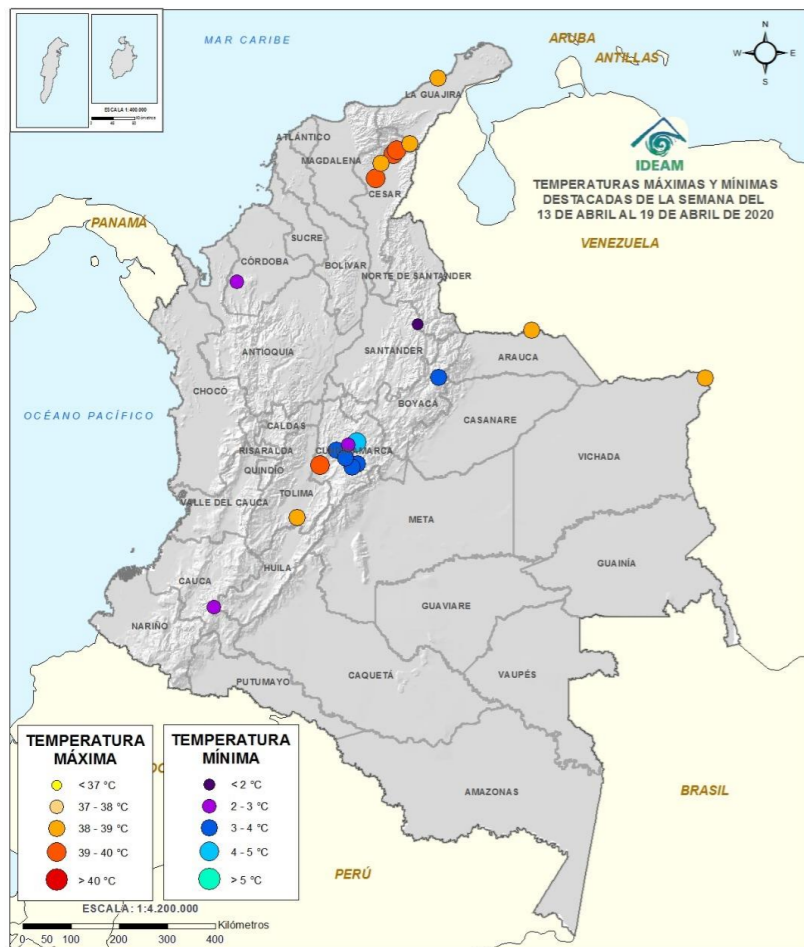 MAR CARIBE
ARUBA
ANTILLAS
N
W
E
S
ESCALA 1:400.000
Kilómetros
LA GUAJIRA
ATLÁNTICO
MAGDALENA
CESAR
IDEAM
TEMPERATURAS MÁXIMAS Y MÍNIMAS
DESTACADAS DE LA SEMANA DEL
13 DE ABRIL AL 19 DE ABRIL DE 2020
PANAMÁ
VENEZUELA
SUCRE
CÓRDOBA
BOLÍVAR
NORTE DE SANTANDER
ANTIOQUIA
SANTANDER
ARAUCA
CHOCÓ
BOYACÁ
CASANARE
OCÉANO PACÍFICO
CALDAS
RISARALDA
VICHADA
QUINDÍO
TOLIMA
VALLE DEL CAUCA
META
HUILA
GUAINÍA
CAUCA
GUAVIARE
NARIÑO
CAQUETÁ
VAUPÉS
PUTUMAYO
AMAZONAS
BRASIL
PERÚ
TEMPERATURA
MÁXIMA
< 37 °C
37 - 38 °C
38 - 39 °C
39 - 40 °C
> 40 °C
TEMPERATURA
MÍNIMA
< 2 °C
2 - 3 °C
3 - 4 °C
4 - 5 °C
> 5 °C
ESCALA: 1:4.200.000
Kilómetros
0 50 100 200 300 400